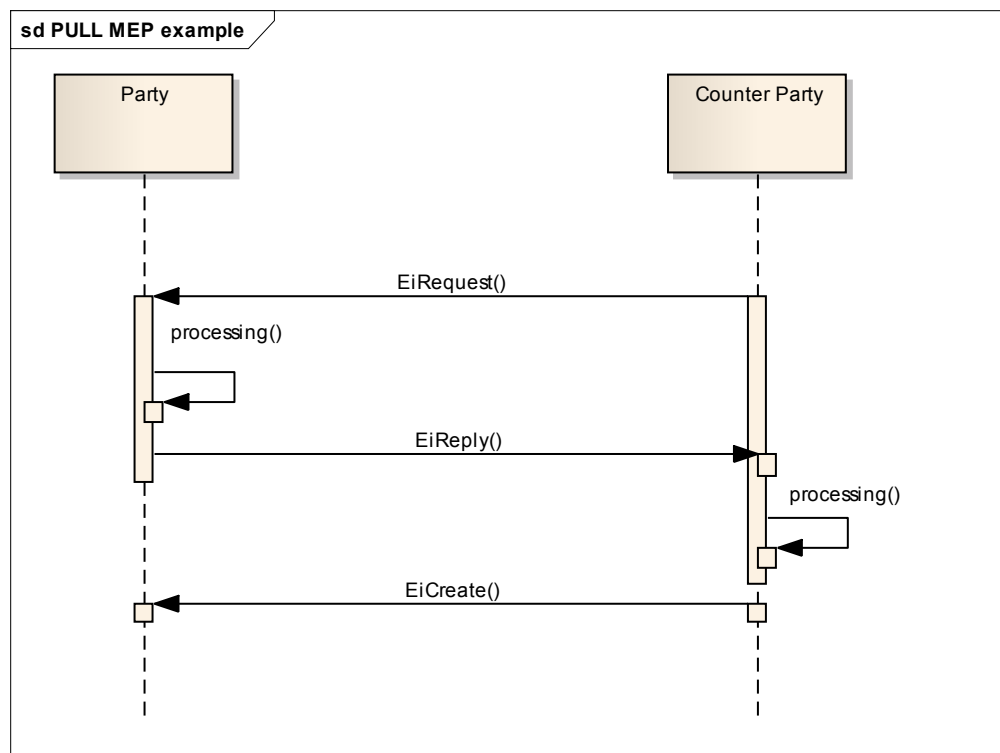 sd PULL MEP example
Party
Counter Party
EiRequest()
processing()
EiReply()
processing()
EiCreate()